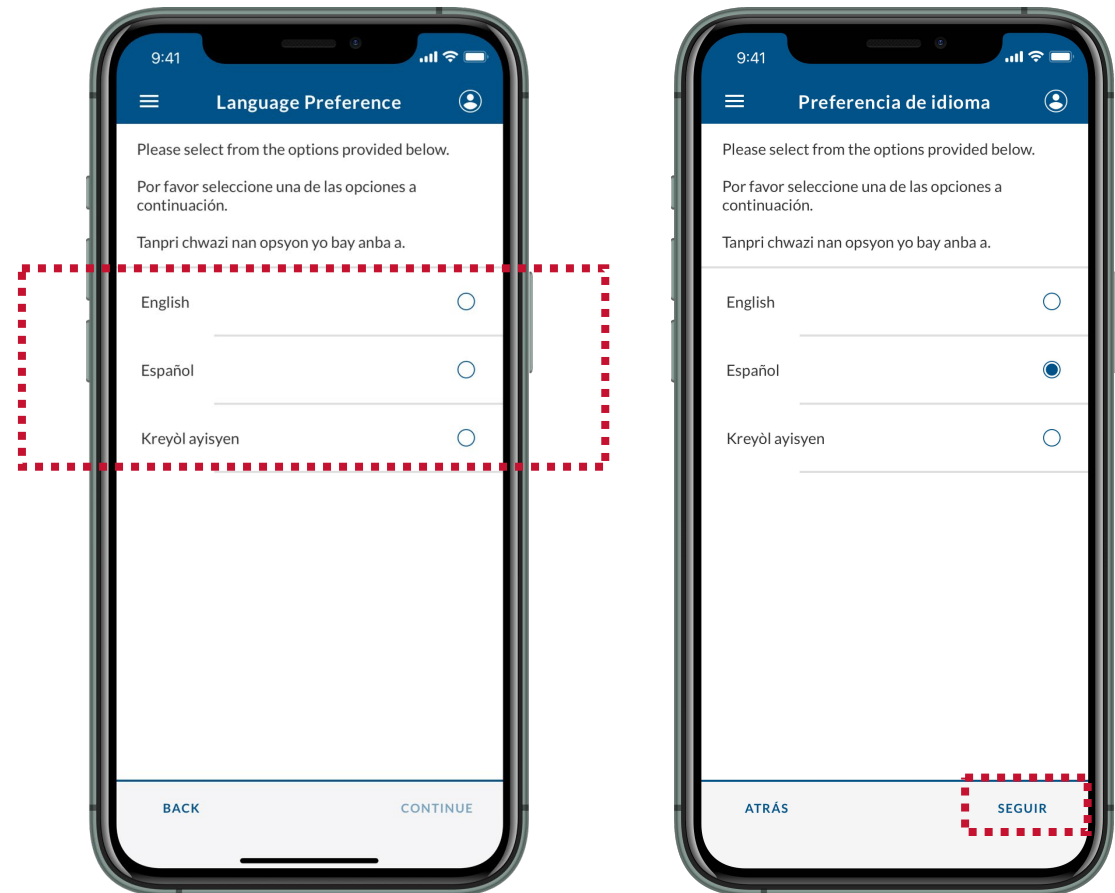 9:41
Language Preference
Please select from the options provided below.
Por favor seleccione una de las opciones a
continuación.
Tanpri chwazi nan opsyon yo bay anba a.
English
Español
Kreyòl ayisyen
BACK
CONTINUE
9:41
Preferencia de idioma
Please select from the options provided below.
Por favor seleccione una de las opciones a
continuación.
Tanpri chwazi nan opsyon yo bay anba a.
English
Español
Kreyòl ayisyen
ATRÁS
SEGUIR